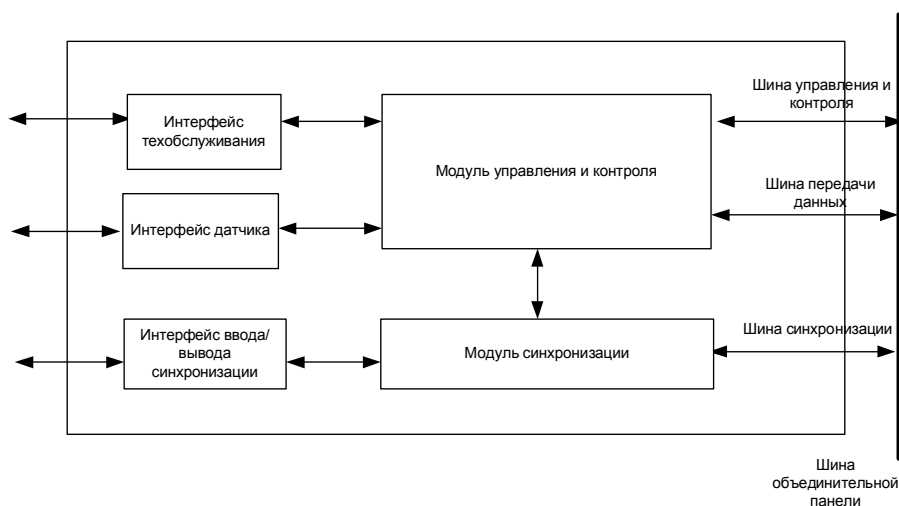 Шина управления и
контроля
Интерфейс
техобслуживания
Модуль управления и контроля
Шина передачи
данных
Интерфейс датчика
Интерфейс ввода/
вывода
синхронизации
Модуль синхронизации
Шина синхронизации
Шина
объединительной
панели